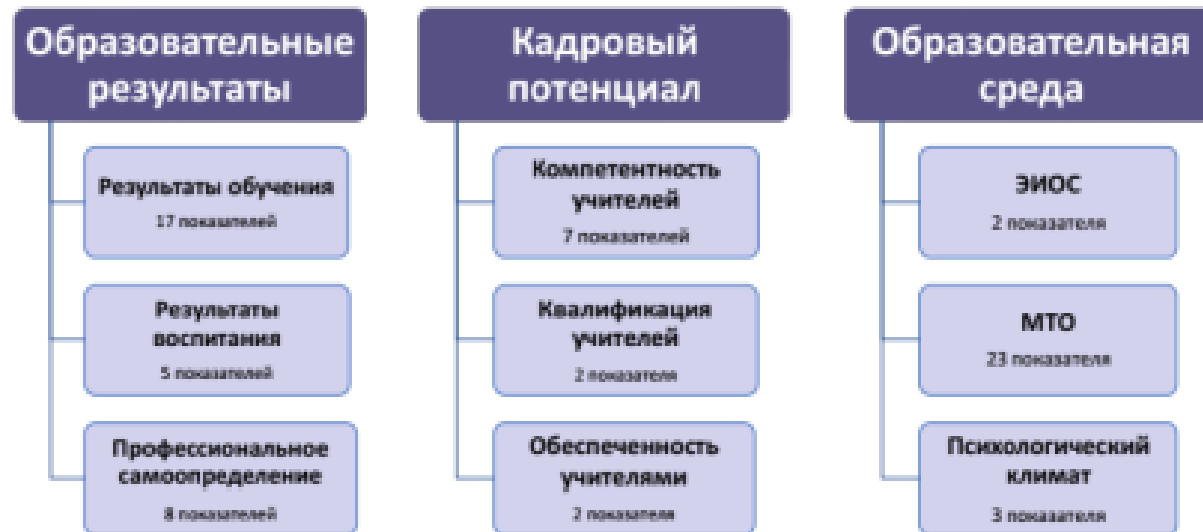 Образовательные
результаты
Результаты обучения
17 показателей
Результаты
воспитания
5 показателей
Профессиональное
самоопределение
8 показателей
Кадровый
потенциал
Компетентность
учителей
7 показателей
Квалификация
учителей
2 показателя
Обеспеченность
учителями
2 показателя
Образовательная
среда
ЭИОС
2 показателя
МТО
23 показателя
Психологический
климат
3 показателя